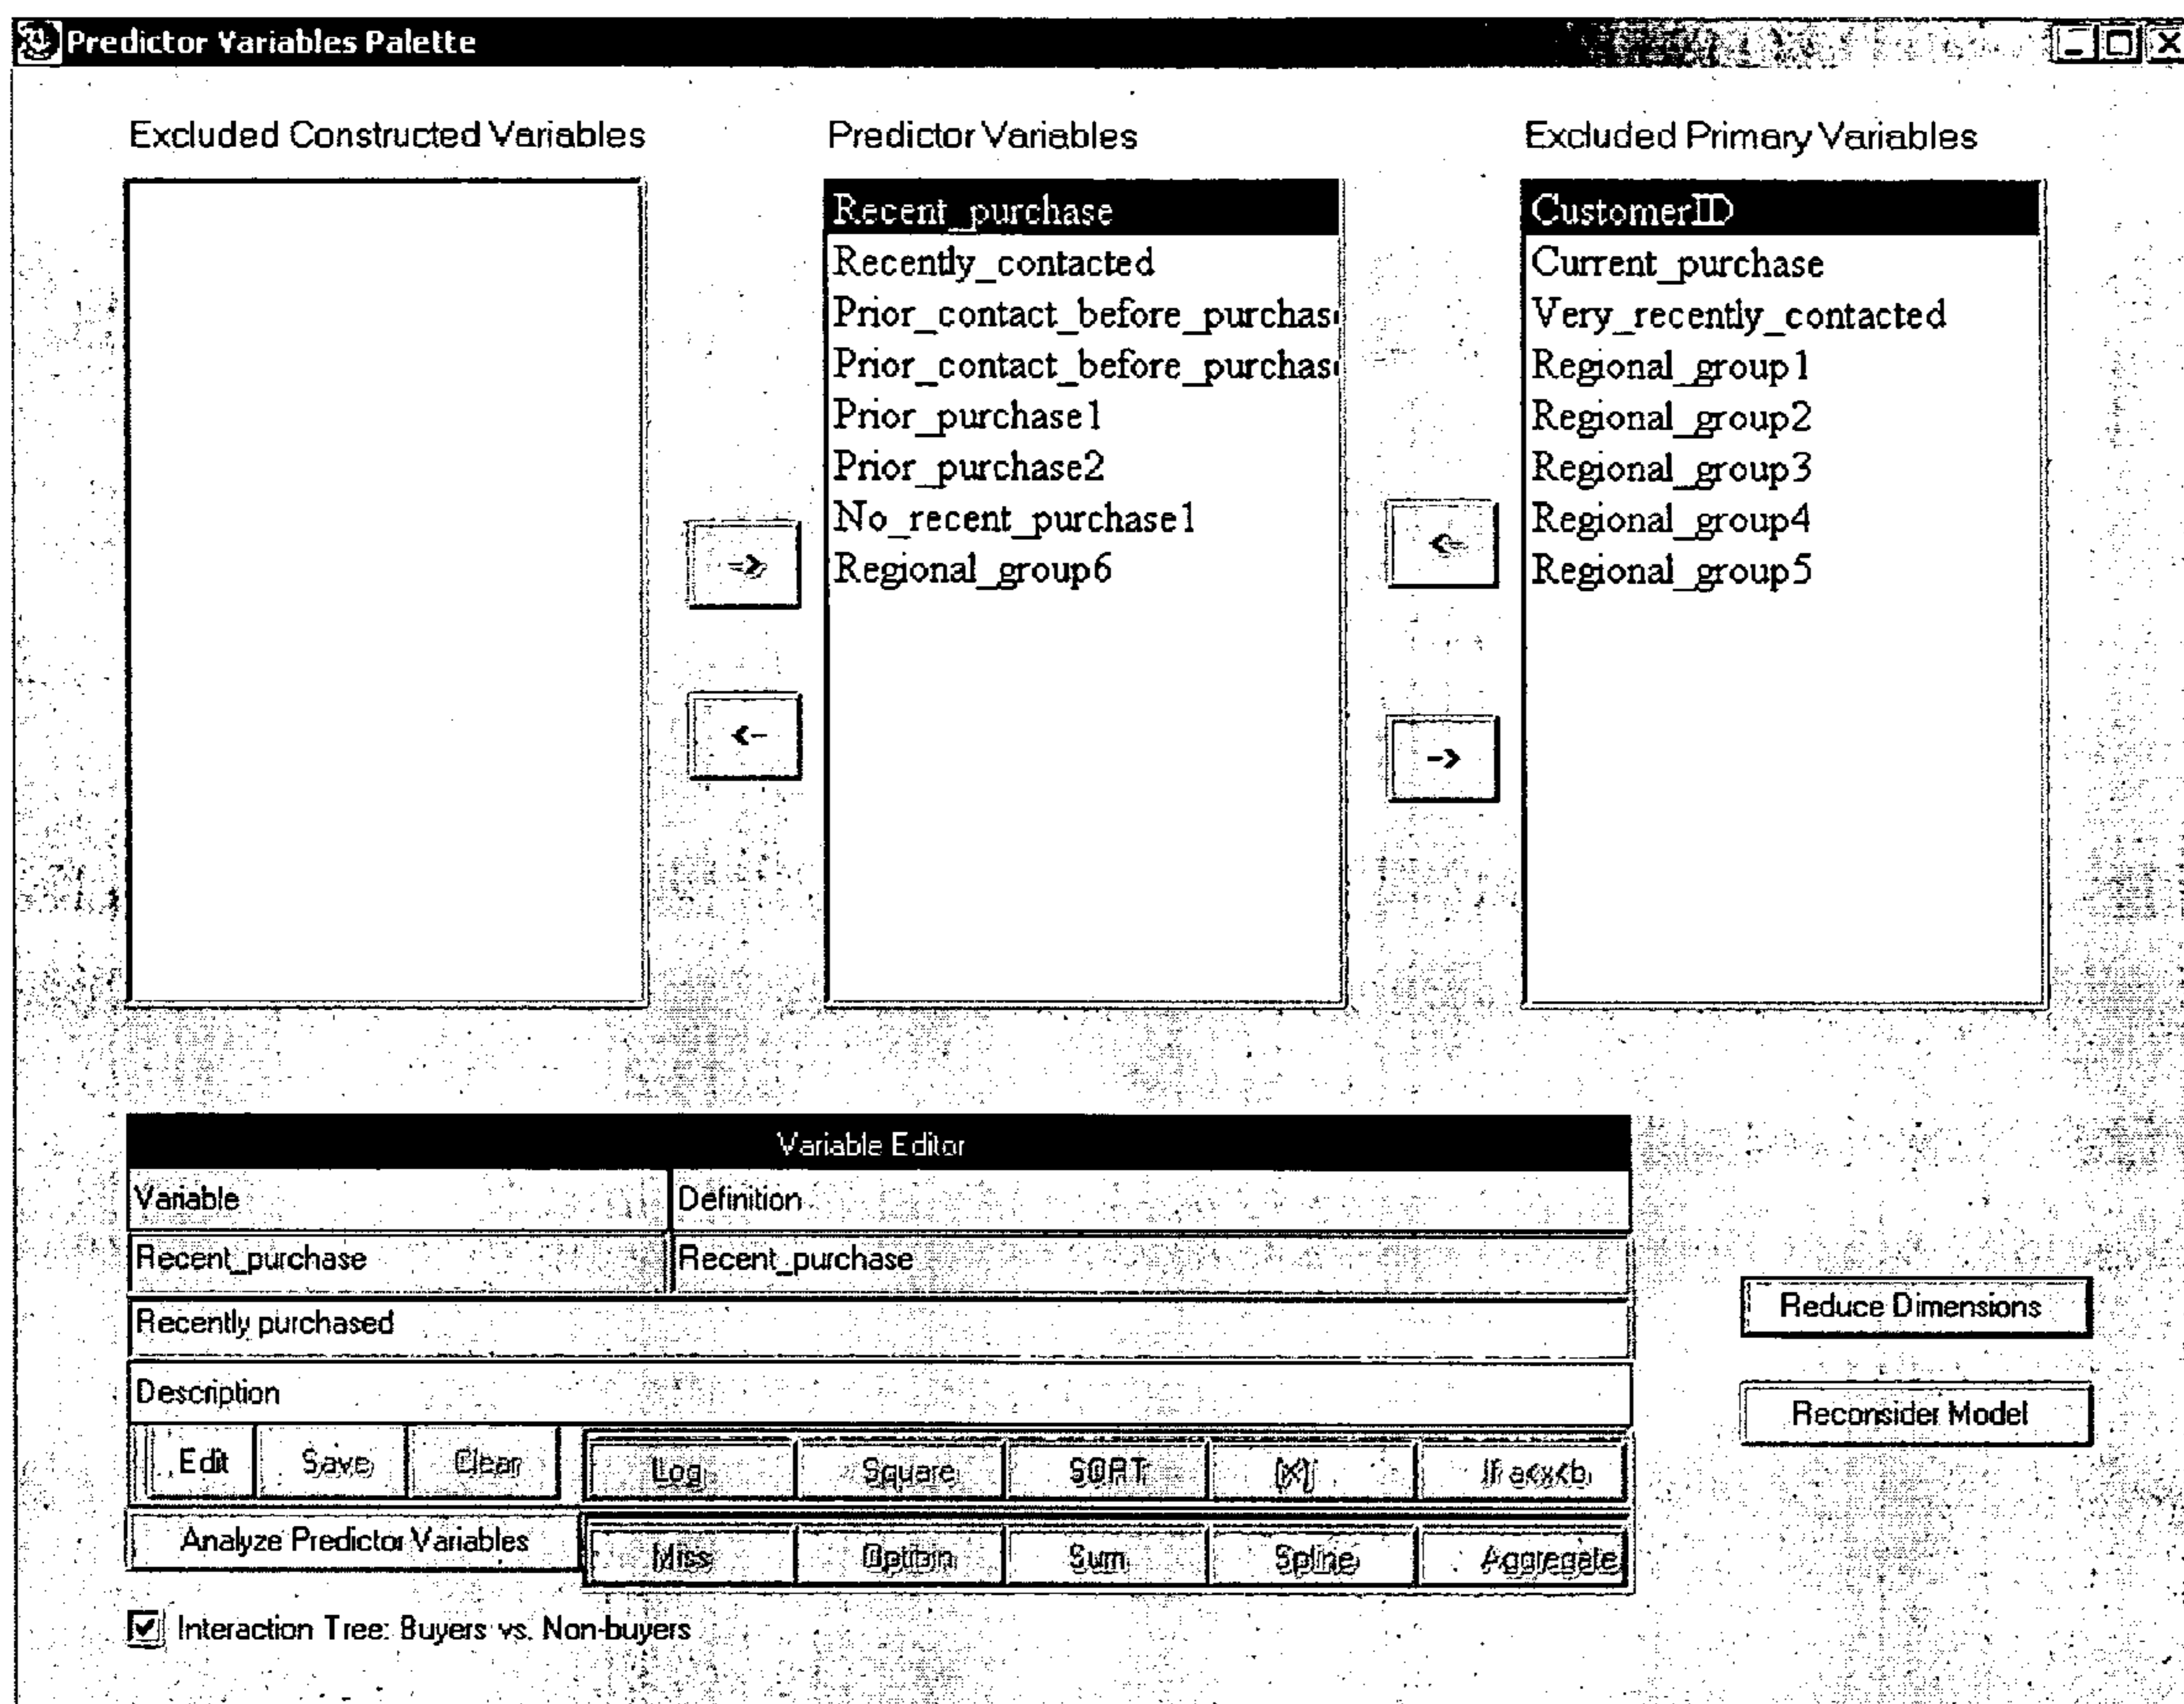 Predictor Variables Palette
Excluded Constructed Variables
Predictor Variables
Excluded Primary Variables
Recent_purchase
Recently_contacted
Prior_contact_before_purchas
Prior_contact_before_purchas
Prior_purchase1
Prior_purchase2
No_recent_purchase1
Regional_group6
CustomerID
Current_purchase
Very_recently_contacted
Regional_group1
Regional_group2
Regional_group3
Regional_group4
Regional_group5
=>
<-
<=
->
Variable Editor
Variable Definition
Recent_purchase Recent_purchase
Recently purchased
Description
Edit Save Clear Log Square SQRT (x) If a<x<b
Analyze Predictor Variables Miss Option Sum Spline Aggregate
Reduce Dimensions
Reconsider Model
Interaction Tree: Buyers vs. Non-buyers